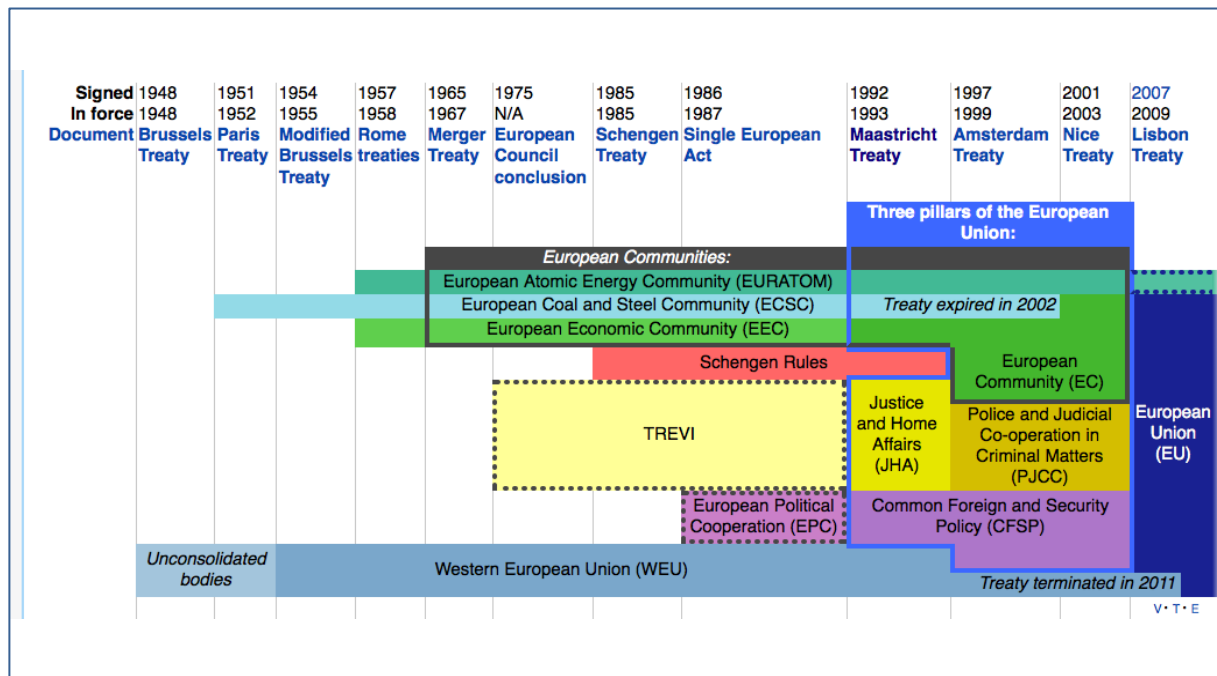 Signed 1948 1951 1954 1957 1965 1975 1985 1986 1992 1997 2001 2007
In force 1948 1952 1955 1958 1967 N/A 1985 1987 1993 1999 2003 2009
Document Brussels Paris Modified Rome Merger European Schengen Single European Maastricht Amsterdam Nice Lisbon
Treaty Treaty Brussels treaties Treaty Council Treaty Act Treaty Treaty Treaty Treaty
Treaty conclusion
Three pillars of the European
Union:
European Communities:
European Atomic Energy Community (EURATOM)
European Coal and Steel Community (ECSC) Treaty expired in 2002
European Economic Community (EEC)
Schengen Rules
European
Community (EC)
TREVI
Justice
and Home
Affairs
(JHA)
Police and Judicial
Co-operation in
Criminal Matters
(PJCC)
European
Union
(EU)
European Political
Cooperation (EPC)
Common Foreign and Security
Policy (CFSP)
Unconsolidated
bodies
Western European Union (WEU)
Treaty terminated in 2011
V · T · E